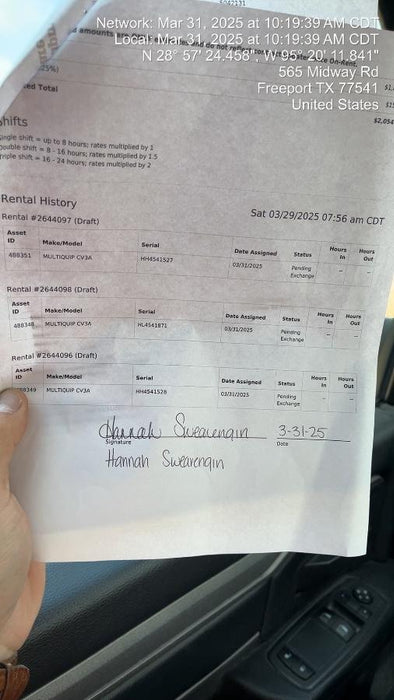 Network: Mar 31, 2025 at 10:19:39 AM CDT
Local: Mar 31, 2025 at 10:19:39 AM CDT
N 28° 57' 24.458", W 95° 20' 11.841"
565 Midway Rd
Freeport TX 77541
United States
25%)
ed Total
$2,054
hifts
ingle shift = up to 8 hours; rates multiplied by 1
ouble shift = 8 - 16 hours; rates multiplied by 1.5
riple shift = 16 - 24 hours; rates multiplied by 2
Rental History
Sat 03/29/2025 07:56 am CDT
Rental #2644097 (Draft)
Asset ID Make/Model Serial Date Assigned Status Hours In Hours Out
488351 MULTIQUIP CV3A HH4541527 03/31/2025 Pending Exchange -- --
Rental #2644098 (Draft)
Asset ID Make/Model Serial Date Assigned Status Hours In Hours Out
488348 MULTIQUIP CV3A HL4541871 03/31/2025 Pending Exchange -- --
Rental #2644096 (Draft)
Asset ID Make/Model Serial Date Assigned Status Hours In Hours Out
349 MULTIQUIP CV3A HH4541528 03/31/2025 Pending Exchange -- --
Hannah Swearengin 3-31-25
Signature Date
Hannah Swearengin